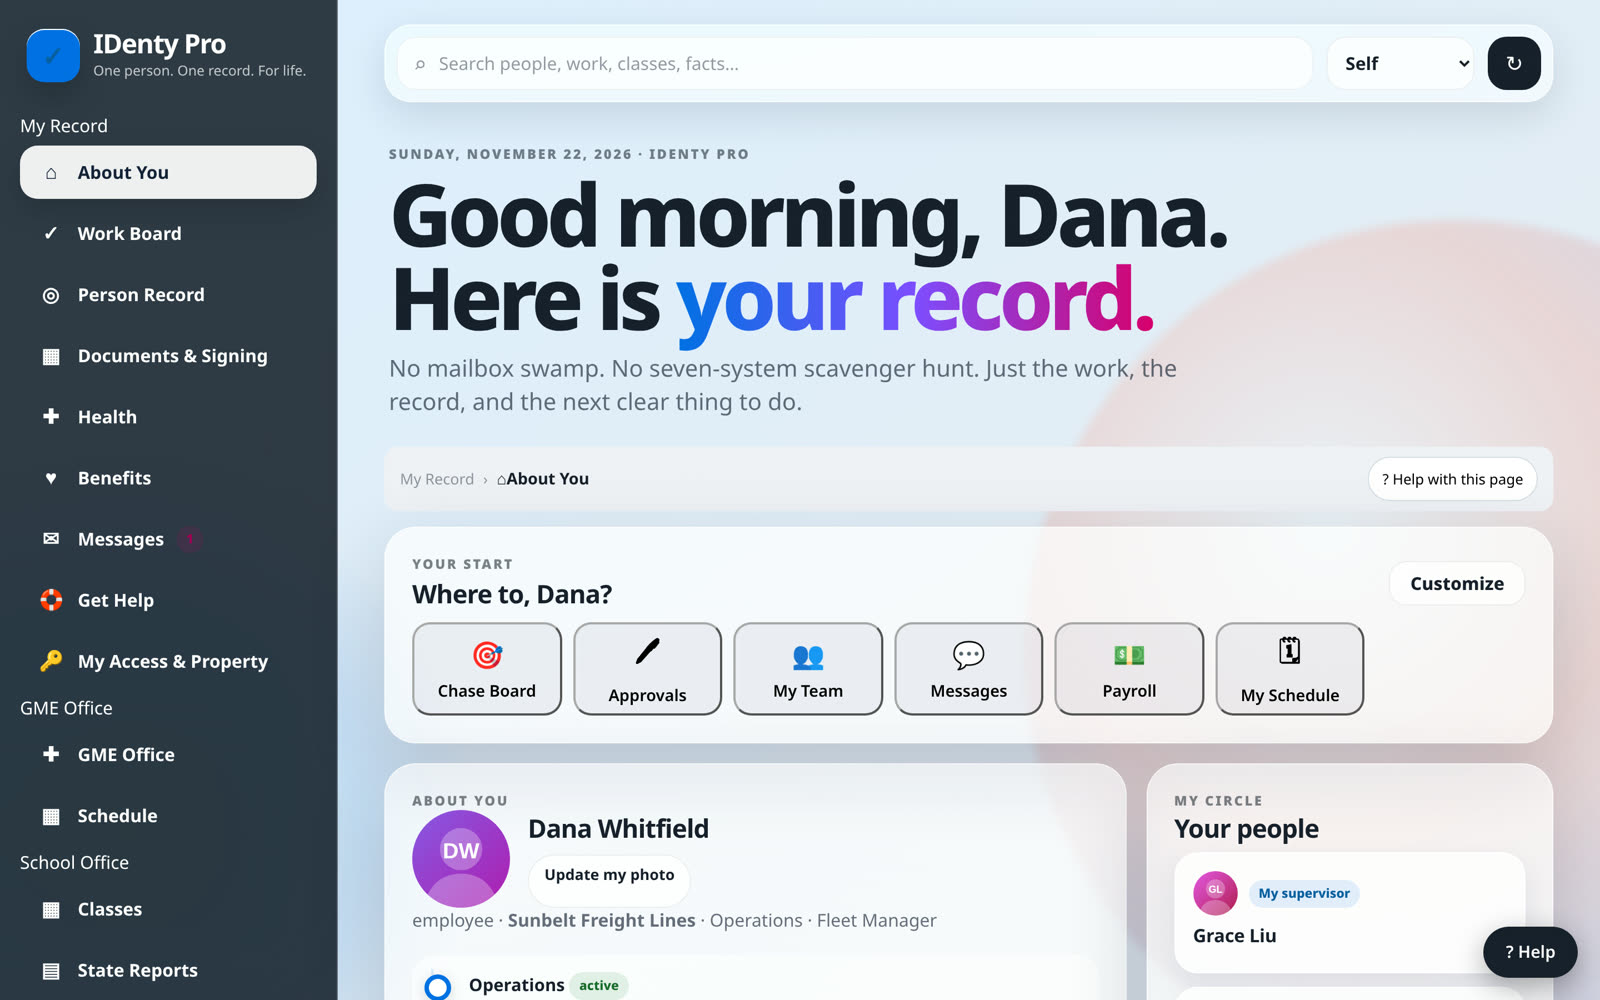 IDenty Pro
One person. One record. For life.
My Record
About You
Work Board
Person Record
Documents & Signing
Health
Benefits
Messages
Get Help
My Access & Property
GME Office
GME Office
Schedule
School Office
Classes
State Reports
Search people, work, classes, facts...
Self
SUNDAY, NOVEMBER 22, 2026 · IDENTY PRO
Good morning, Dana.
Here is your record.
No mailbox swamp. No seven-system scavenger hunt. Just the work, the
record, and the next clear thing to do.
My Record › About You
? Help with this page
YOUR START
Where to, Dana?
Customize
Chase Board
Approvals
My Team
Messages
Payroll
My Schedule
ABOUT YOU
DW
Dana Whitfield
Update my photo
employee · Sunbelt Freight Lines · Operations · Fleet Manager
Operations active
MY CIRCLE
Your people
GL
My supervisor
Grace Liu
? Help